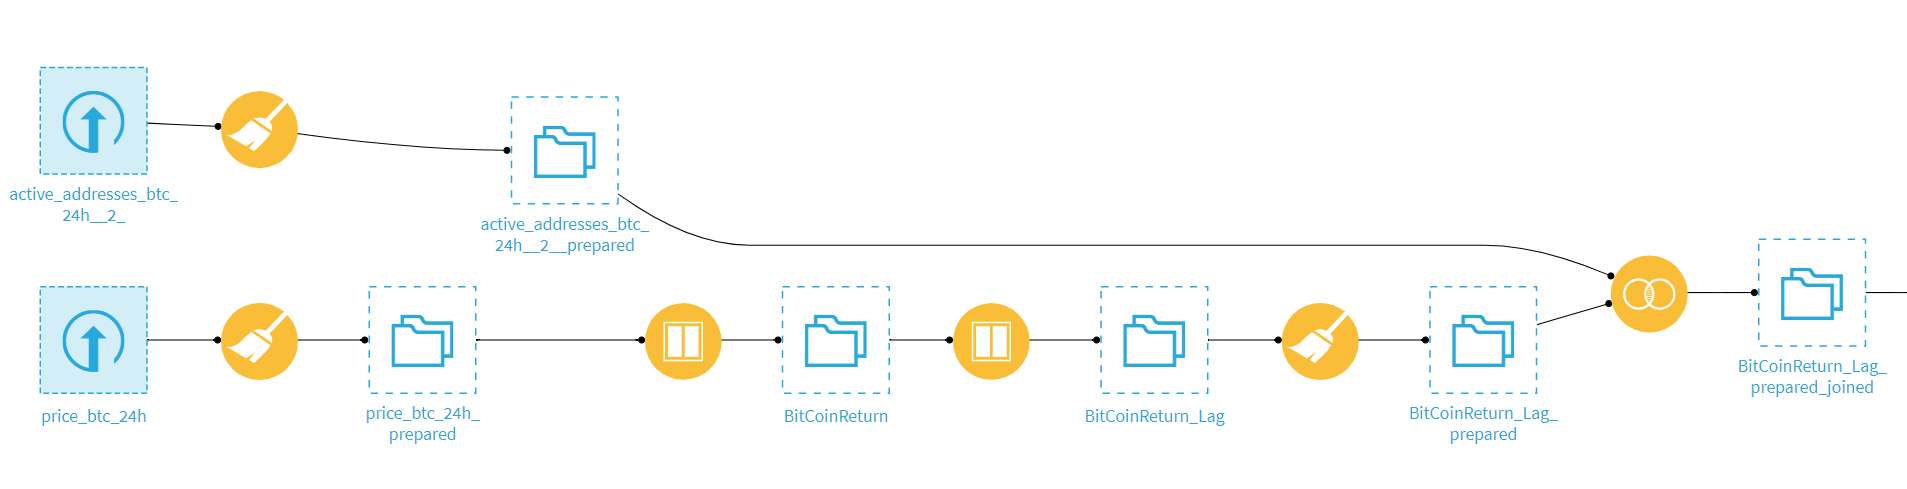 active_addresses_btc_
24h__2_
active_addresses_btc_
24h__2__prepared
price_btc_24h
price_btc_24h_
prepared
BitCoinReturn
BitCoinReturn_Lag
BitCoinReturn_Lag_
prepared
BitCoinReturn_Lag_
prepared_joined